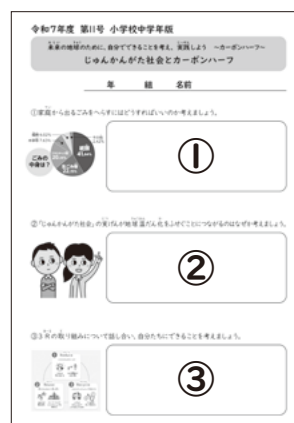 令和7年度 第11号 小学校中学年版
未来の地球のために、自分でできることを考え、実践しよう ～カーボンハーフ～
じゅんかんがた社会とカーボンハーフ
年 組 名前
①家庭から出るごみをへらすにはどうすればいいのか考えましょう。
ごみの
中身は?
①
②「じゅんかんがた社会」の実げんが地球温だん化をふせぐことにつながるのはなぜか考えましょう。
②
③3Rの取り組みについて話し合い、自分たちにできることを考えましょう。
③